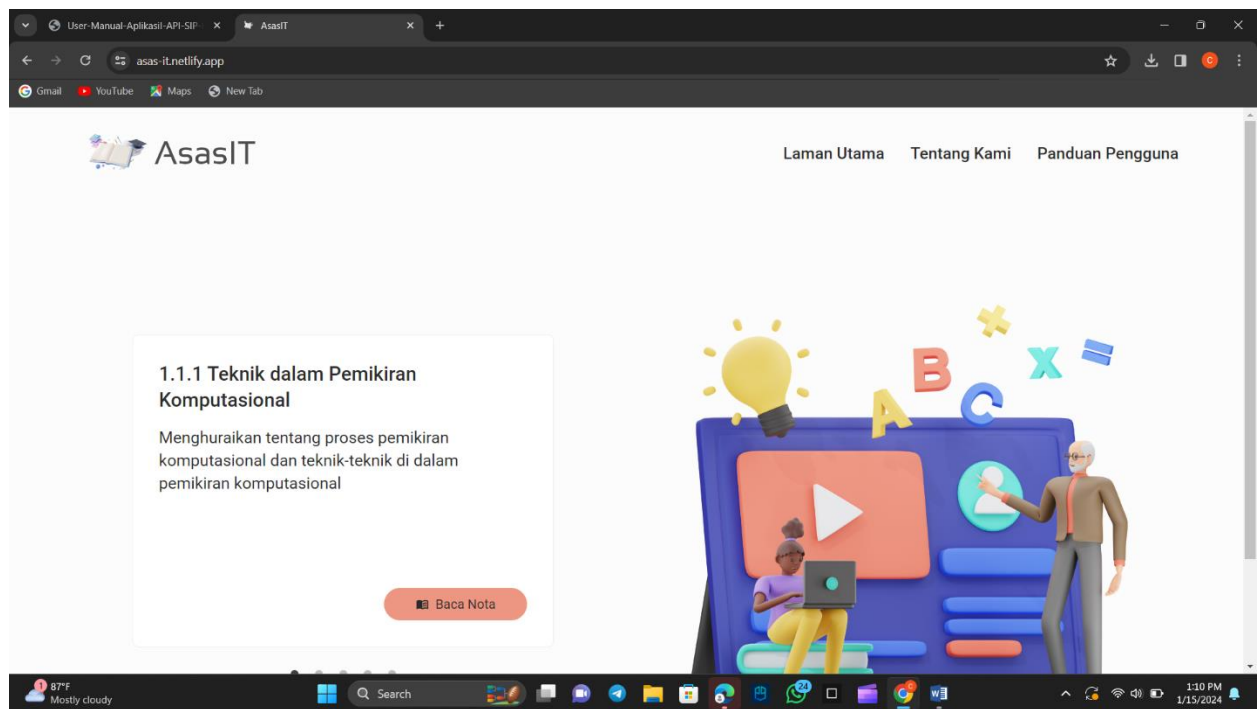 User-Manual-Aplikasil-API-SIP-
AsasIT
asas-it.netlify.app
C
Gmail
YouTube
Maps
New Tab
AsasIT
Laman Utama
Tentang Kami
Panduan Pengguna
1.1.1 Teknik dalam Pemikiran
Komputasional
Menghuraikan tentang proses pemikiran
komputasional dan teknik-teknik di dalam
pemikiran komputasional
Baca Nota
A
B
C
X
1
87°F
Mostly cloudy
Search
24
1:10 PM
1/15/2024